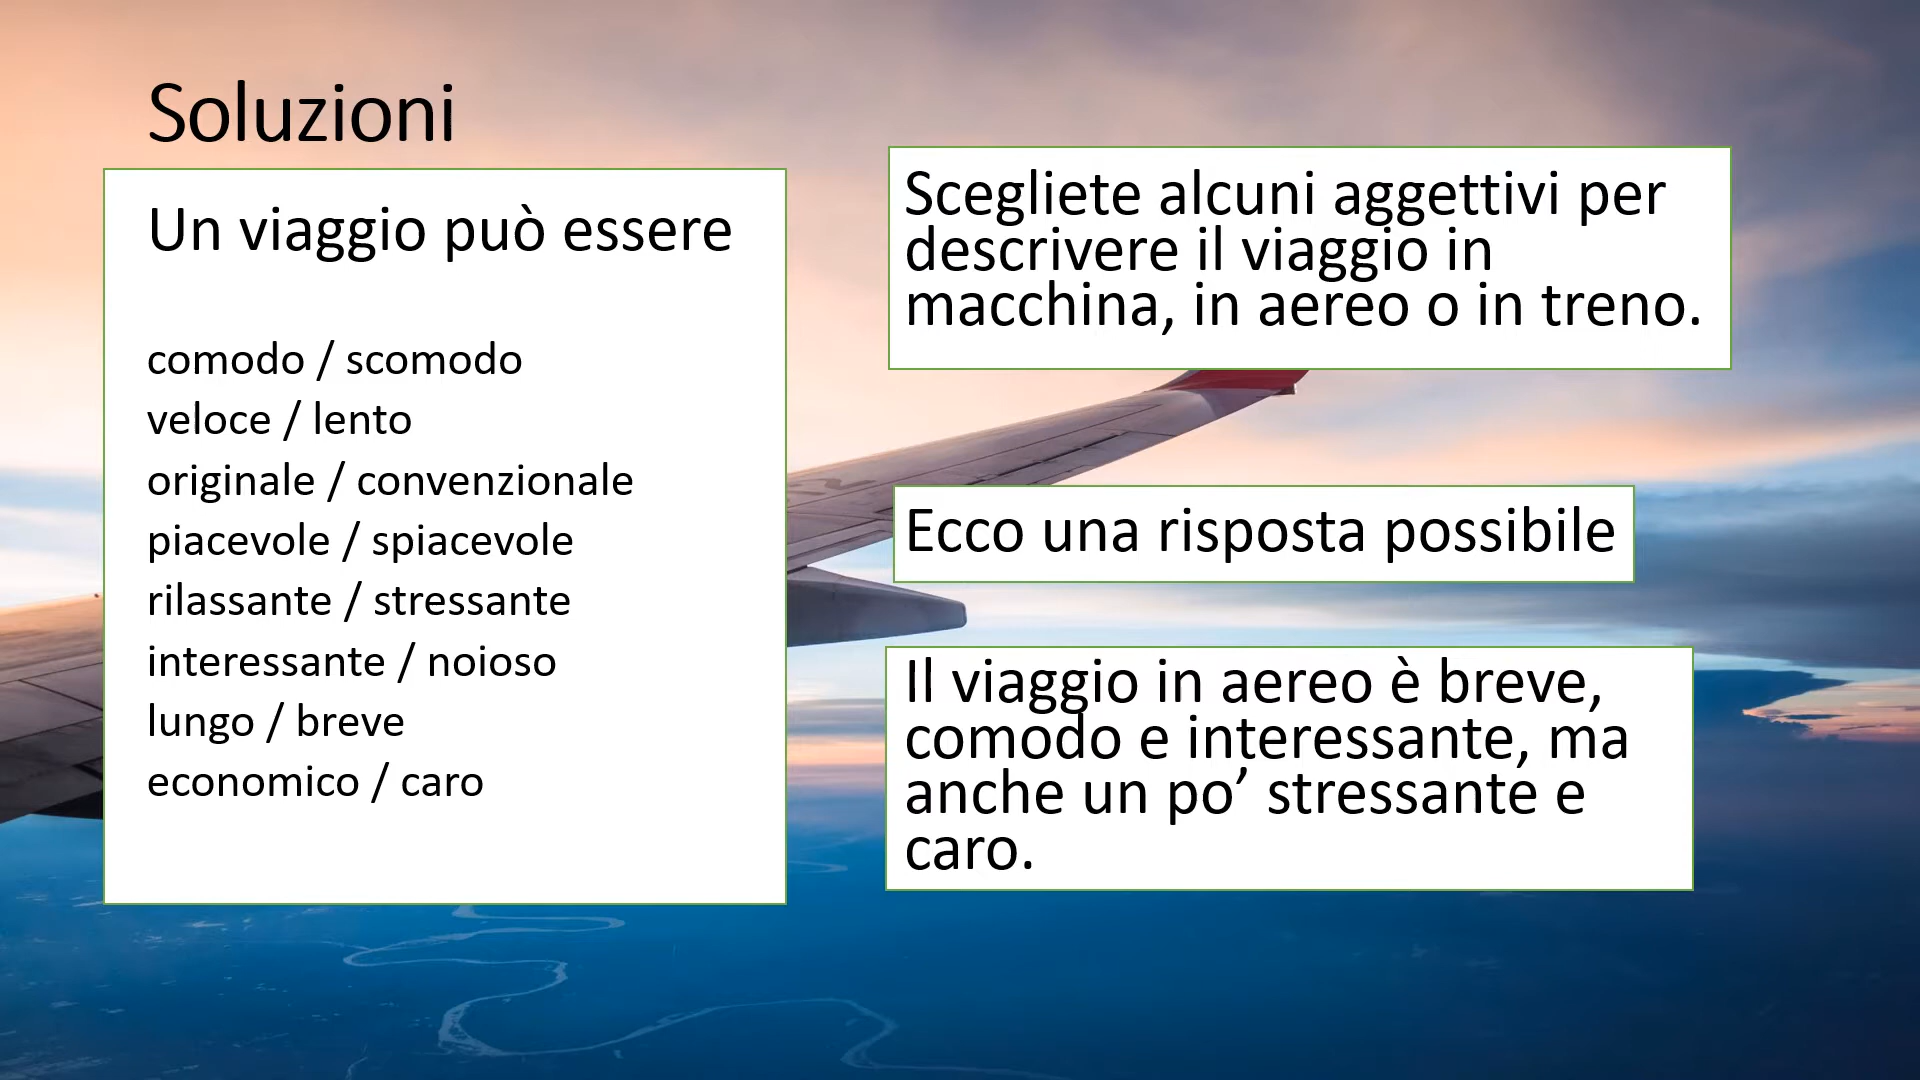 Soluzioni
Un viaggio può essere
comodo / scomodo
veloce / lento
originale / convenzionale
piacevole / spiacevole
rilassante / stressante
interessante / noioso
lungo / breve
economico / caro
Scegliete alcuni aggettivi per
descrivere il viaggio in
macchina, in aereo o in treno.
Ecco una risposta possibile
Il viaggio in aereo è breve,
comodo e interessante, ma
anche un po’ stressante e
caro.